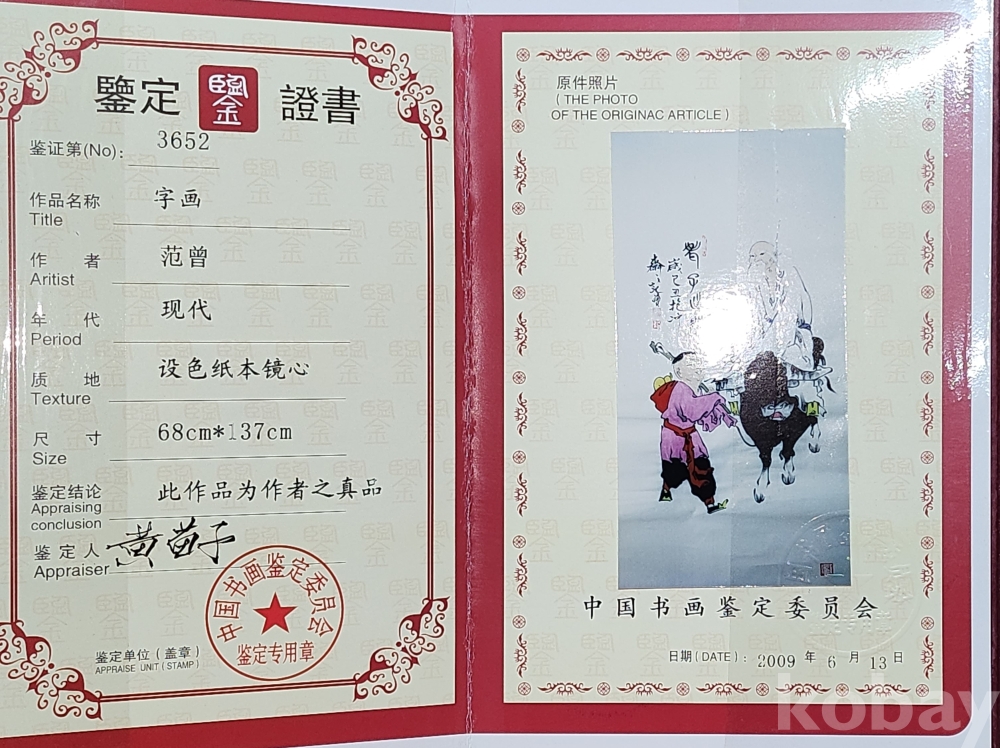 鑒定 鑒 證書
鉴证第(No)：3652
作品名称 字画
Title
作 者 范曾
Aritist
年 代 现代
Period
质 地 设色纸本镜心
Texture
尺 寸 68cm*137cm
Size
鉴定结论 此作品为作者之真品
Appraising
conclusion
鉴 定 人 黄苗子
Appraiser
中国书画鉴定委员会
鉴定专用章
鉴定单位（盖章）
APPRAISE UNIT (STAMP)
原件照片
( THE PHOTO
OF THE ORIGINAC ARTICLE )
中国书画鉴定委员会
日期(DATE)：2009 年 6 月 13 日
kobay